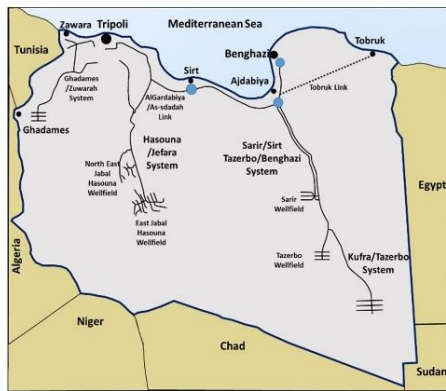 Zawara
Tripoli
Mediterranean Sea
Tunisia
Benghazi
Tobruk
Ghadames
/Zuwarah
System
Sirt
Ajdabiya
AlGardabiya
/As-sdadah
Link
Tobruk Link
Ghadames
Hasouna
/Jefara
System
Sarir/Sirt
Tazerbo/Benghazi
System
North East
Jabal
Hasouna
Wellfield
Sarir
Wellfield
Egypt
East Jabal
Hasouna
Wellfield
Tazerbo
Wellfield
Kufra/Tazerbo
System
Algeria
Niger
Chad
Sudan